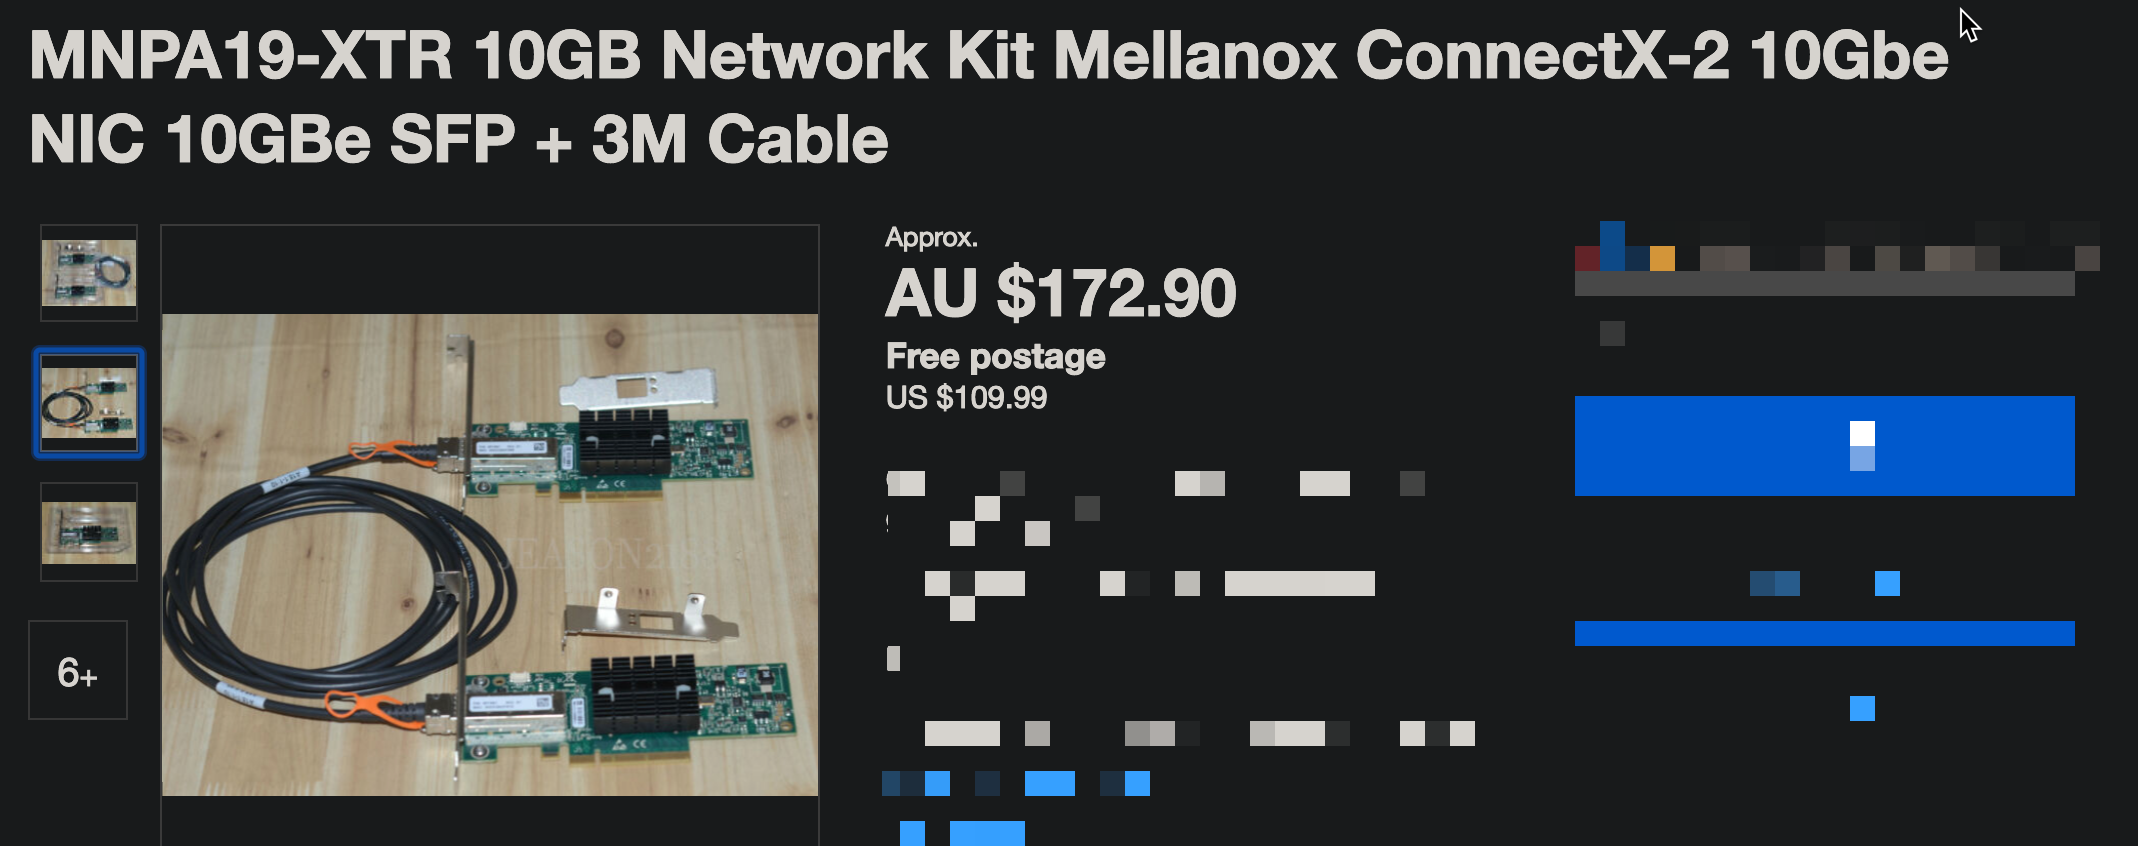 MNPA19-XTR 10GB Network Kit Mellanox ConnectX-2 10Gbe
NIC 10GBe SFP + 3M Cable
Approx.
AU $172.90
Free postage
US $109.99
6+